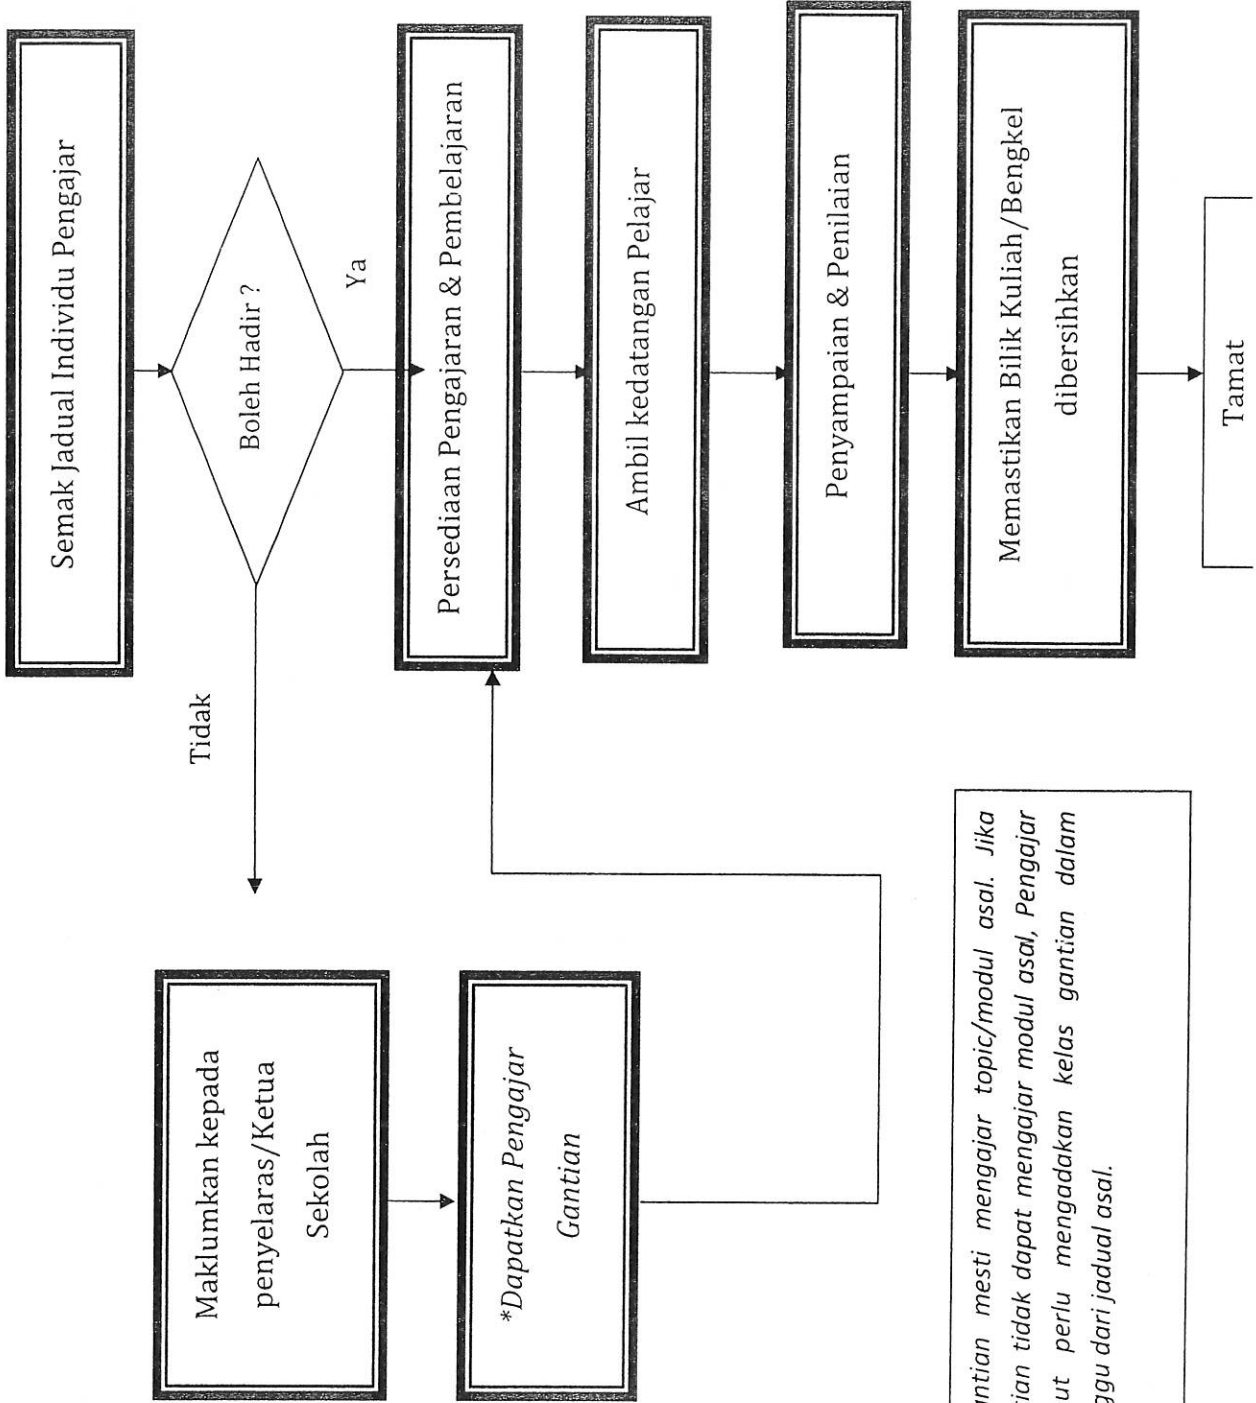 Semak Jadual Individu Pengajar
Boleh Hadir ?
Tidak
Ya
Maklumkan kepada
penyelaras/Ketua
Sekolah
*Dapatkan Pengajar
Gantian
Persediaan Pengajaran & Pembelajaran
Ambil kedatangan Pelajar
Penyampaian & Penilaian
Memastikan Bilik Kuliah/Bengkel
dibersihkan
Tamat
mesti mengajar topic/modul asal. Jika
tidak dapat mengajar modul asal, Pengajar
perlu mengadakan kelas gantian dalam
dari jadual asal.